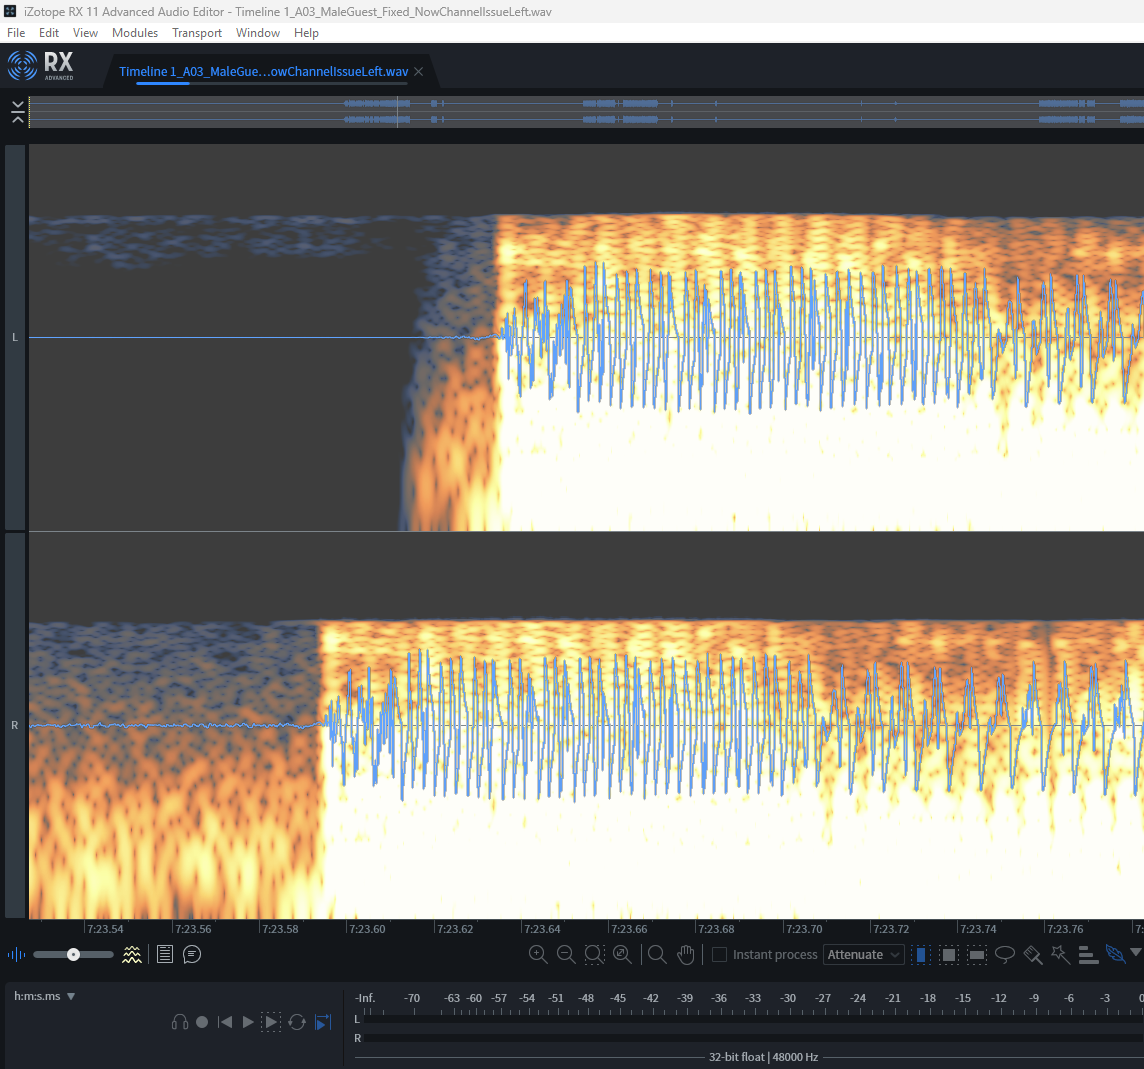 iZotope RX 11 Advanced Audio Editor - Timeline 1_A03_MaleGuest_Fixed_NowChannelIssueLeft.wav
File Edit View Modules Transport Window Help
RX
ADVANCED
Timeline 1_A03_MaleGue...owChannelIssueLeft.wav
L
R
7:23.54 7:23.56 7:23.58 7:23.60 7:23.62 7:23.64 7:23.66 7:23.68 7:23.70 7:23.72 7:23.74 7:23.76 7:
Instant process Attenuate
h:m:s.ms
-Inf. -70 -63 -60 -57 -54 -51 -48 -45 -42 -39 -36 -33 -30 -27 -24 -21 -18 -15 -12 -9 -6 -3 0
L
R
32-bit float | 48000 Hz